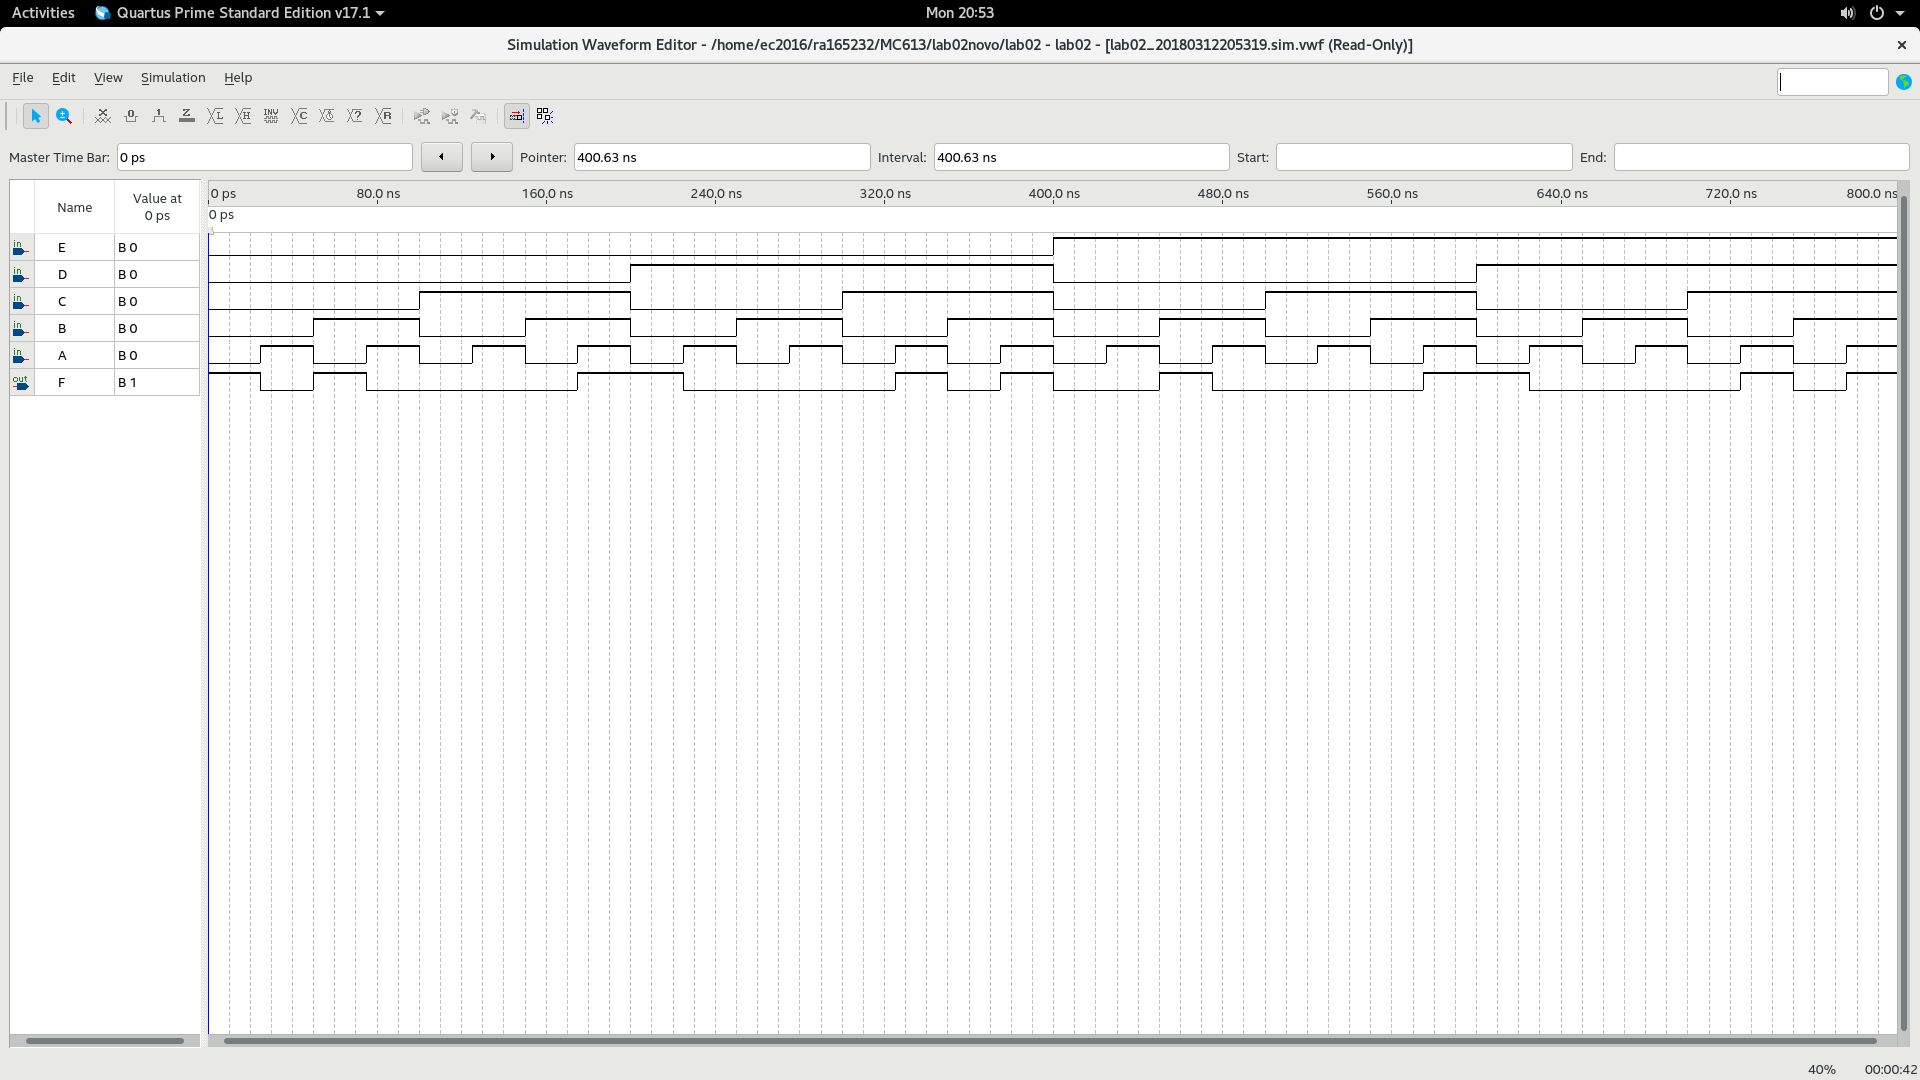 Activities Quartus Prime Standard Edition v17.1 Mon 20:53
Simulation Waveform Editor - /home/ec2016/ra165232/MC613/lab02novo/lab02 - lab02 - [lab02_20180312205319.sim.vwf (Read-Only)]
File Edit View Simulation Help
Master Time Bar: 0 ps Pointer: 400.63 ns Interval: 400.63 ns Start: End:
Name Value at 0 ps
0 ps 80.0 ns 160.0 ns 240.0 ns 320.0 ns 400.0 ns 480.0 ns 560.0 ns 640.0 ns 720.0 ns 800.0 ns
0 ps
in E B 0
in D B 0
in C B 0
in B B 0
in A B 0
out F B 1
40% 00:00:42